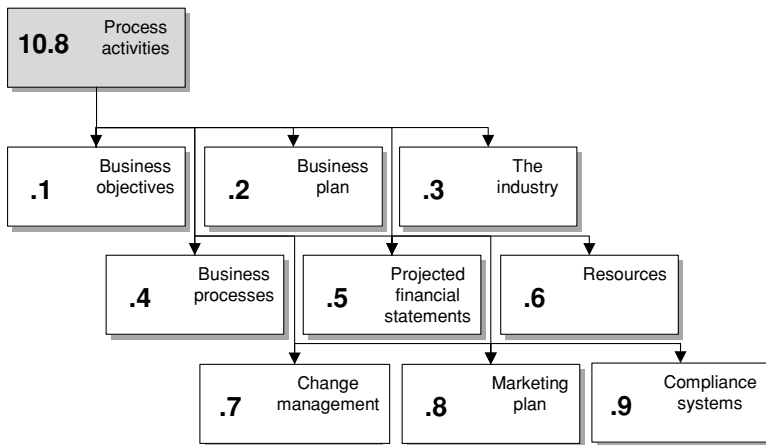 10.8 Process
activities
.1 Business
objectives
.2 Business
plan
.3 The
industry
.4 Business
processes
.5 Projected
financial
statements
.6 Resources
.7 Change
management
.8 Marketing
plan
.9 Compliance
systems